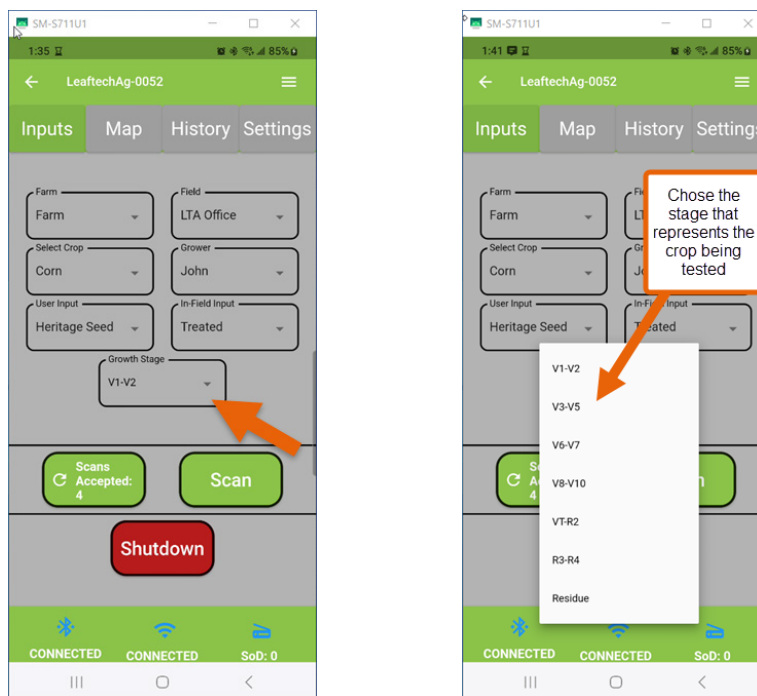 SM-S711U1
1:35
85%
LeaftechAg-0052
Inputs Map History Settings
Farm
Farm
Field
LTA Office
Select Crop
Corn
Grower
John
User Input
Heritage Seed
In-Field Input
Treated
Growth Stage
V1-V2
Scans
Accepted:
4
Scan
Shutdown
CONNECTED CONNECTED SoD: 0
SM-S711U1
1:41
85%
LeaftechAg-0052
Inputs Map History
Chose the
stage that
represents the
crop being
tested
Farm
Farm
Select Crop
Corn
User Input
Heritage Seed
Input
V1-V2
V3-V5
V6-V7
V8-V10
VT-R2
R3-R4
Residue
4
CONNECTED CONNECTED SoD: 0